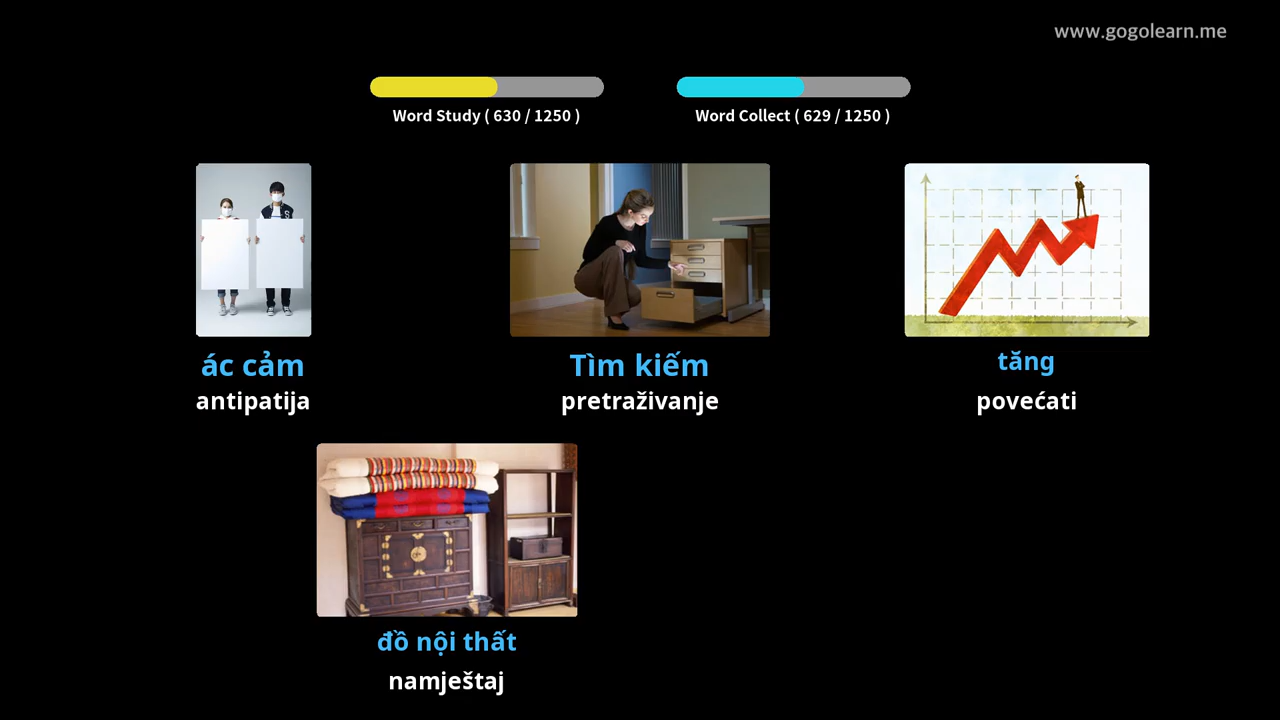 www.gogolearn.me
Word Study ( 630 / 1250 )
Word Collect ( 629 / 1250 )
ác cảm
antipatija
Tìm kiếm
pretraživanje
tăng
povećati
đồ nội thất
namještaj